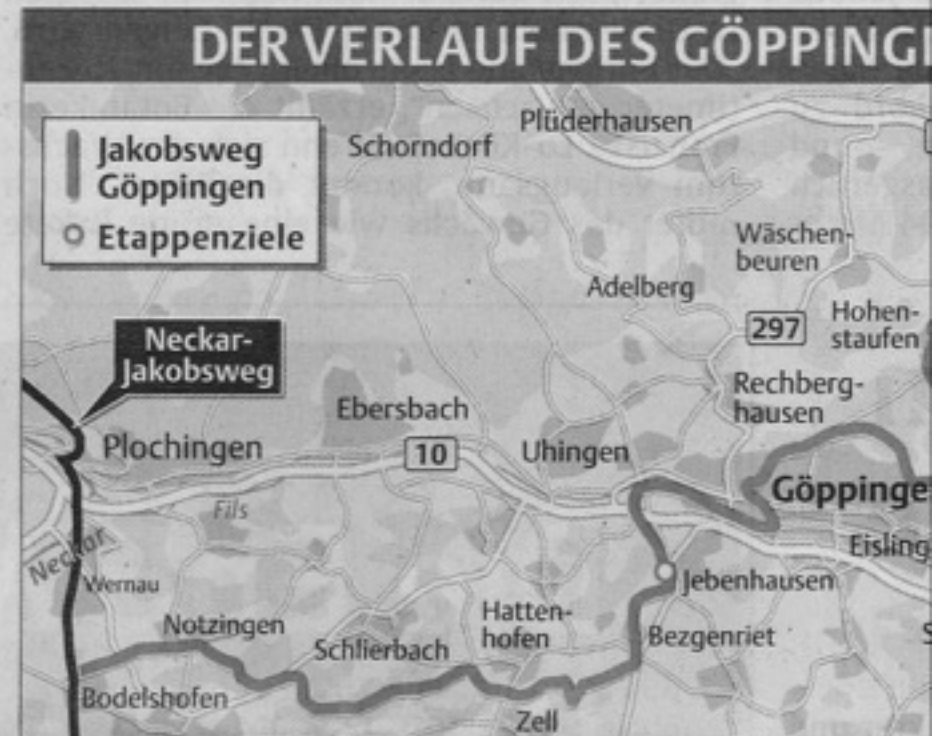 DER VERLAUF DES GÖPPINGE
Jakobsweg
Göppingen
Etappenziele
Plüderhausen
Schorndorf
Wäschen-
beuren
Adelberg
297
Hohen-
staufen
Neckar-
Jakobsweg
Rechberg-
hausen
Ebersbach
Plochingen
10
Uhingen
Göppinge
Fils
Eisling
Neckar
Wernau
Jebenhausen
Hatten-
hofen
Notzingen
Schlierbach
Bezgenriet
S
Bodelshofen
Zell